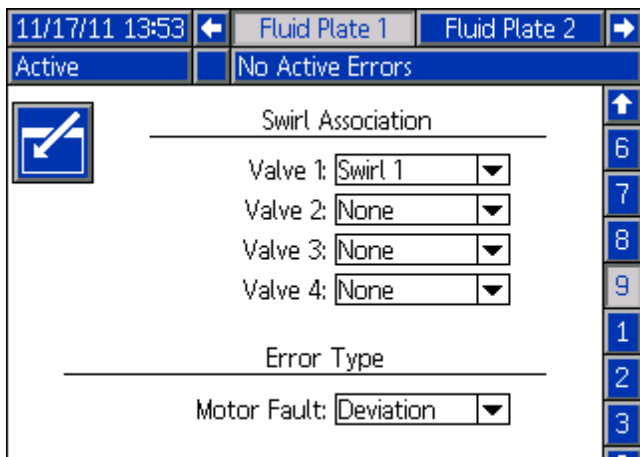 11/17/11 13:53 Fluid Plate 1 Fluid Plate 2
Active No Active Errors
Swirl Association
6
Valve 1: Swirl 1
7
Valve 2: None
8
Valve 3: None
9
Valve 4: None
1
Error Type
2
Motor Fault: Deviation
3